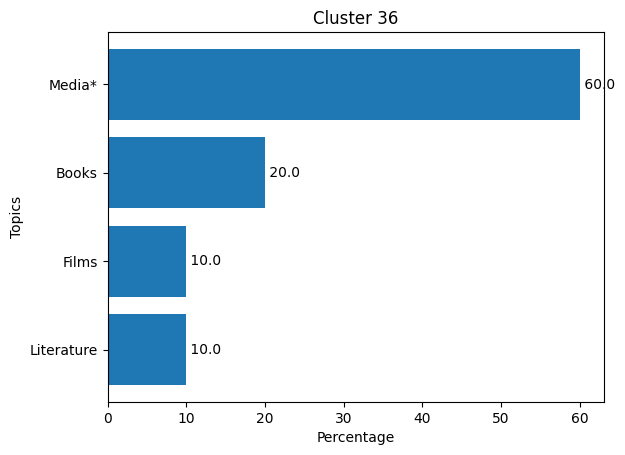 Cluster 36
Topics
Media* 60.0
Books 20.0
Films 10.0
Literature 10.0
0 10 20 30 40 50 60
Percentage